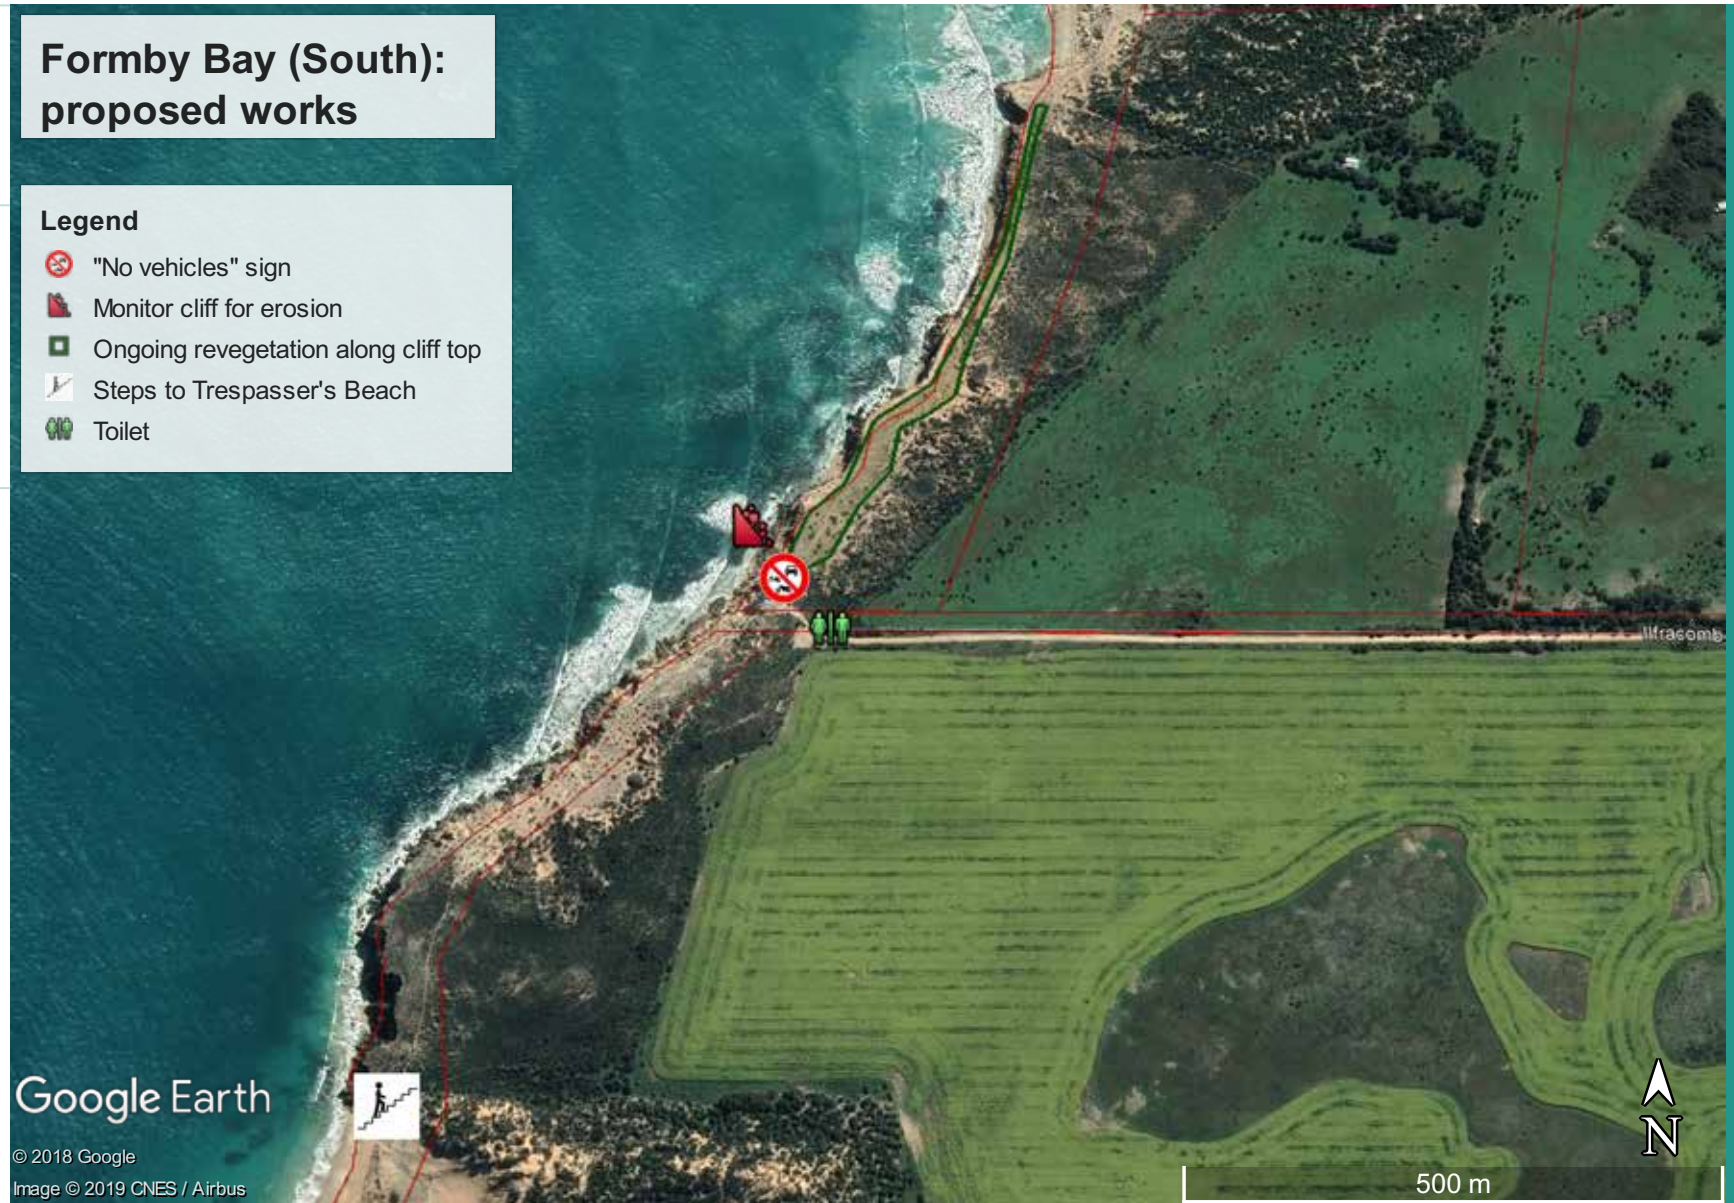 Formby Bay (South):
proposed works
Legend
"No vehicles" sign
Monitor cliff for erosion
Ongoing revegetation along cliff top
Steps to Trespasser's Beach
Toilet
Ilfracomb
Google Earth
© 2018 Google
Image © 2019 CNES / Airbus
N
500 m